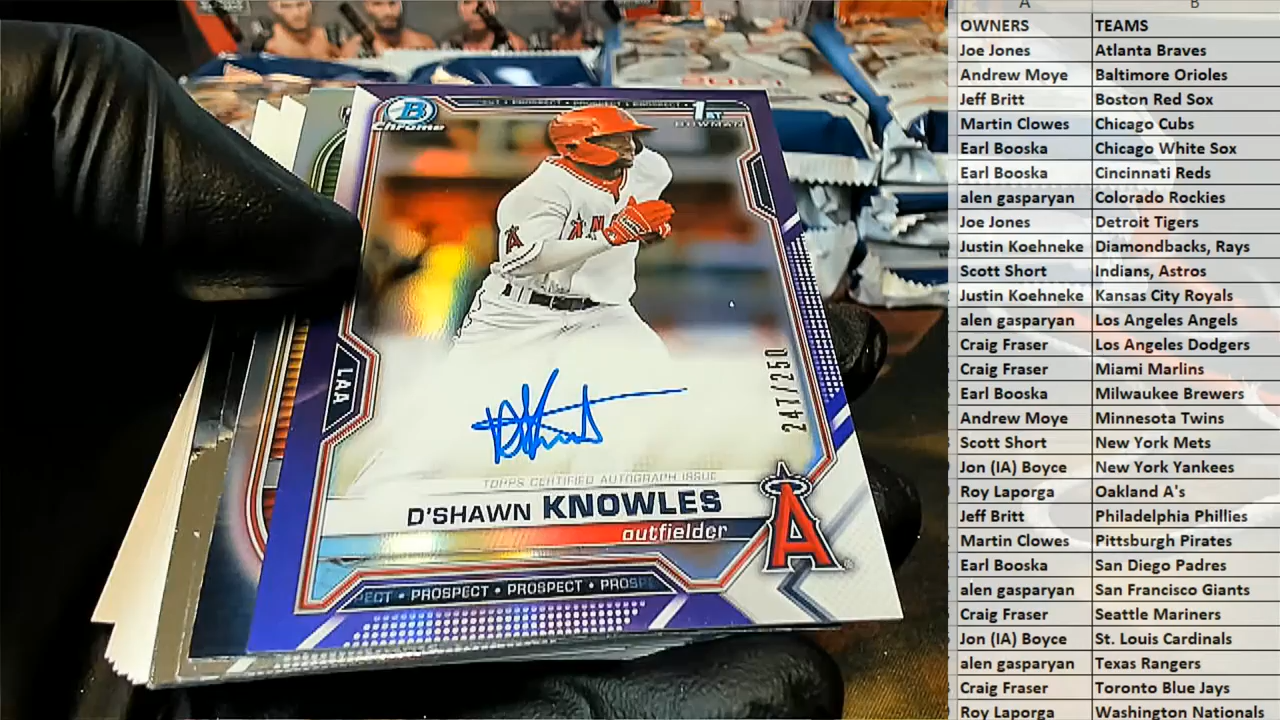 B
Chrome
PROSPECT • PROSPECT
1ST
BOWMAN
A
LAA
247/250
TOPPS CERTIFIED AUTOGRAPH ISSUE
D'SHAWN KNOWLES
outfielder
A
ECT • PROSPECT • PROSPECT • PROSP
A B
OWNERS TEAMS
Joe Jones Atlanta Braves
Andrew Moye Baltimore Orioles
Jeff Britt Boston Red Sox
Martin Clowes Chicago Cubs
Earl Booska Chicago White Sox
Earl Booska Cincinnati Reds
alen gasparyan Colorado Rockies
Joe Jones Detroit Tigers
Justin Koehneke Diamondbacks, Rays
Scott Short Indians, Astros
Justin Koehneke Kansas City Royals
alen gasparyan Los Angeles Angels
Craig Fraser Los Angeles Dodgers
Craig Fraser Miami Marlins
Earl Booska Milwaukee Brewers
Andrew Moye Minnesota Twins
Scott Short New York Mets
Jon (IA) Boyce New York Yankees
Roy Laporga Oakland A's
Jeff Britt Philadelphia Phillies
Martin Clowes Pittsburgh Pirates
Earl Booska San Diego Padres
alen gasparyan San Francisco Giants
Craig Fraser Seattle Mariners
Jon (IA) Boyce St. Louis Cardinals
alen gasparyan Texas Rangers
Craig Fraser Toronto Blue Jays
Roy Laporga Washington Nationals